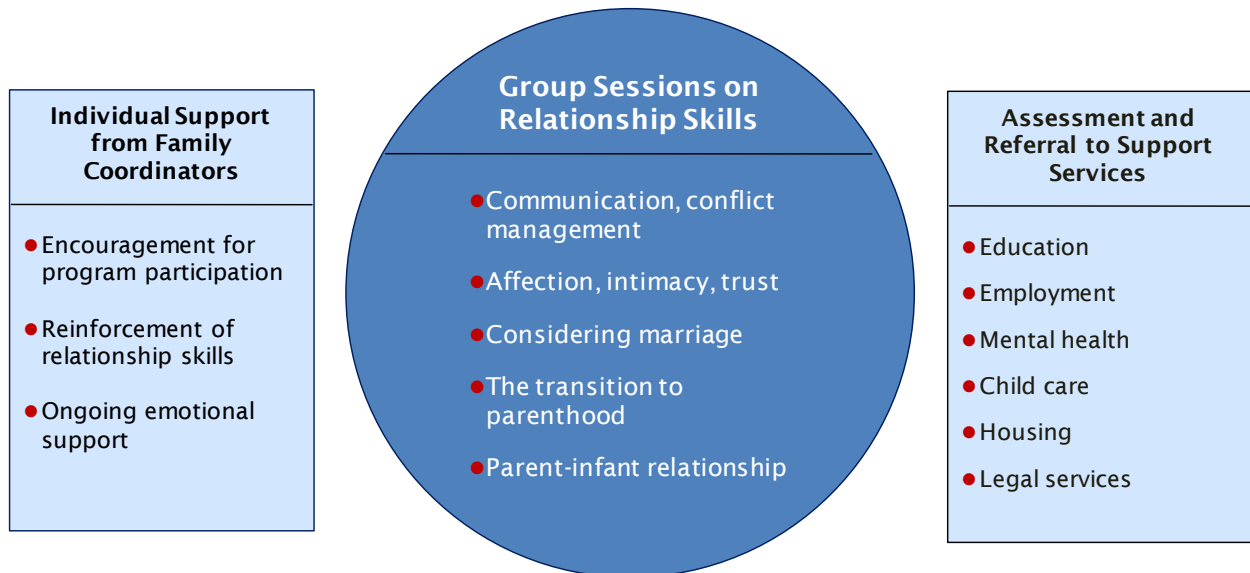 Individual Support
from Family
Coordinators
● Encouragement for
program participation
● Reinforcement of
relationship skills
● Ongoing emotional
support
Group Sessions on
Relationship Skills
● Communication, conflict
management
● Affection, intimacy, trust
● Considering marriage
● The transition to
parenthood
● Parent-infant relationship
Assessment and
Referral to Support
Services
● Education
● Employment
● Mental health
● Child care
● Housing
● Legal services